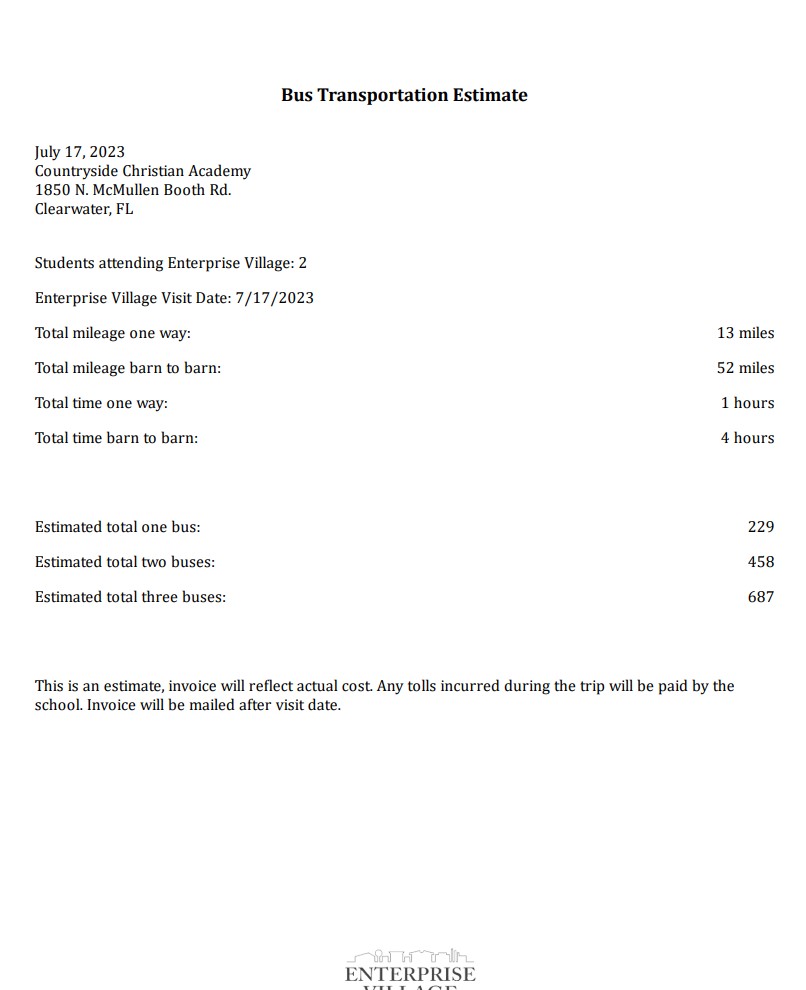 Bus Transportation Estimate
July 17, 2023
Countryside Christian Academy
1850 N. McMullen Booth Rd.
Clearwater, FL
Students attending Enterprise Village: 2
Enterprise Village Visit Date: 7/17/2023
Total mileage one way: 13 miles
Total mileage barn to barn: 52 miles
Total time one way: 1 hours
Total time barn to barn: 4 hours
Estimated total one bus: 229
Estimated total two buses: 458
Estimated total three buses: 687
This is an estimate, invoice will reflect actual cost. Any tolls incurred during the trip will be paid by the
school. Invoice will be mailed after visit date.
ENTERPRISE
VILLAGE